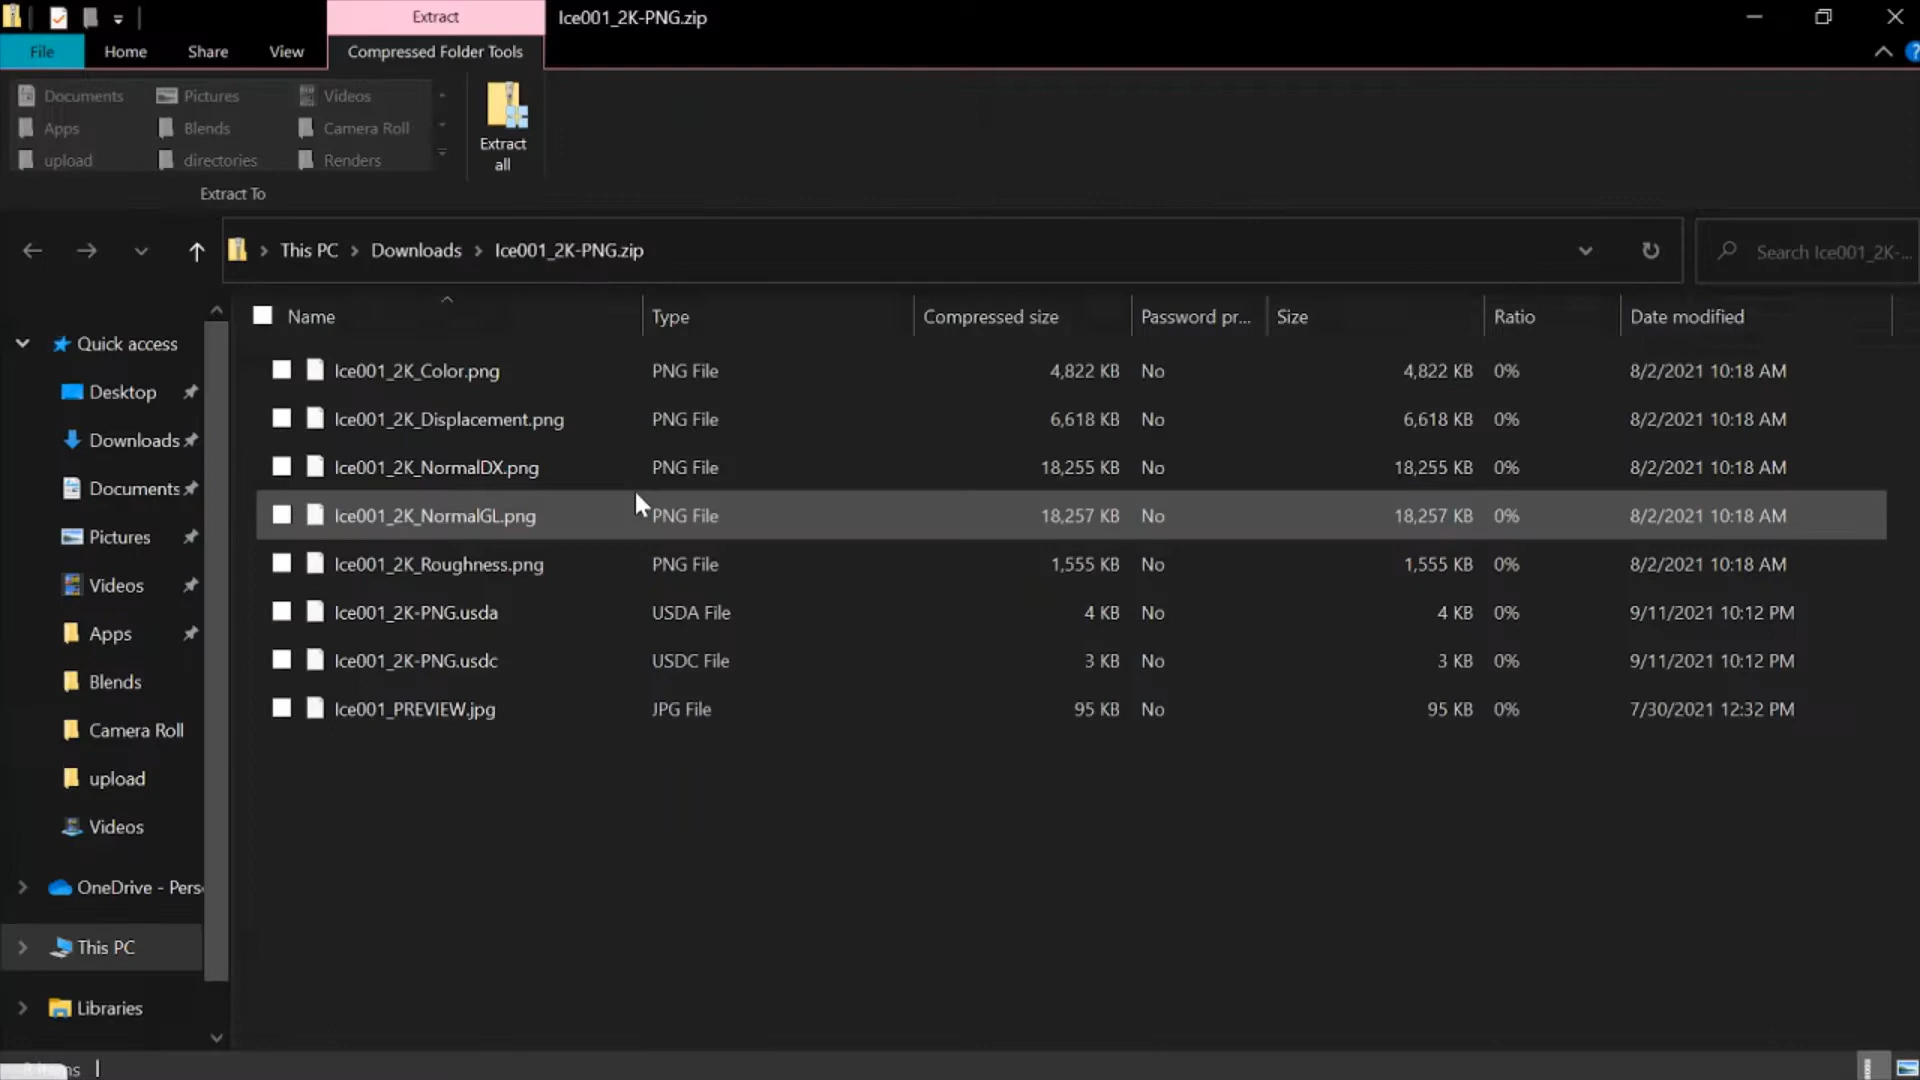 Extract
Ice001_2K-PNG.zip
File
Home
Share
View
Compressed Folder Tools
Documents
Pictures
Videos
Apps
Blends
Camera Roll
upload
directories
Renders
Extract
all
Extract To
This PC > Downloads > Ice001_2K-PNG.zip
Search Ice001_2K-...
Name Type Compressed size Password pr... Size Ratio Date modified
Ice001_2K_Color.png PNG File 4,822 KB No 4,822 KB 0% 8/2/2021 10:18 AM
Ice001_2K_Displacement.png PNG File 6,618 KB No 6,618 KB 0% 8/2/2021 10:18 AM
Ice001_2K_NormalDX.png PNG File 18,255 KB No 18,255 KB 0% 8/2/2021 10:18 AM
Ice001_2K_NormalGL.png PNG File 18,257 KB No 18,257 KB 0% 8/2/2021 10:18 AM
Ice001_2K_Roughness.png PNG File 1,555 KB No 1,555 KB 0% 8/2/2021 10:18 AM
Ice001_2K-PNG.usda USDA File 4 KB No 4 KB 0% 9/11/2021 10:12 PM
Ice001_2K-PNG.usdc USDC File 3 KB No 3 KB 0% 9/11/2021 10:12 PM
Ice001_PREVIEW.jpg JPG File 95 KB No 95 KB 0% 7/30/2021 12:32 PM
Quick access
Desktop
Downloads
Documents
Pictures
Videos
Apps
Blends
Camera Roll
upload
Videos
OneDrive - Pers
This PC
Libraries